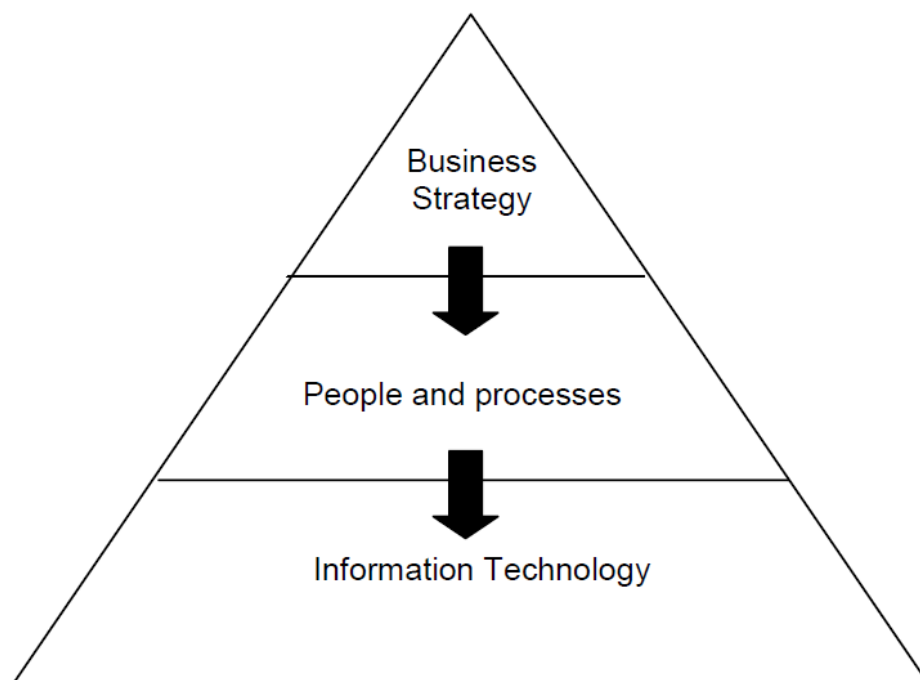 Business
Strategy
People and processes
Information Technology